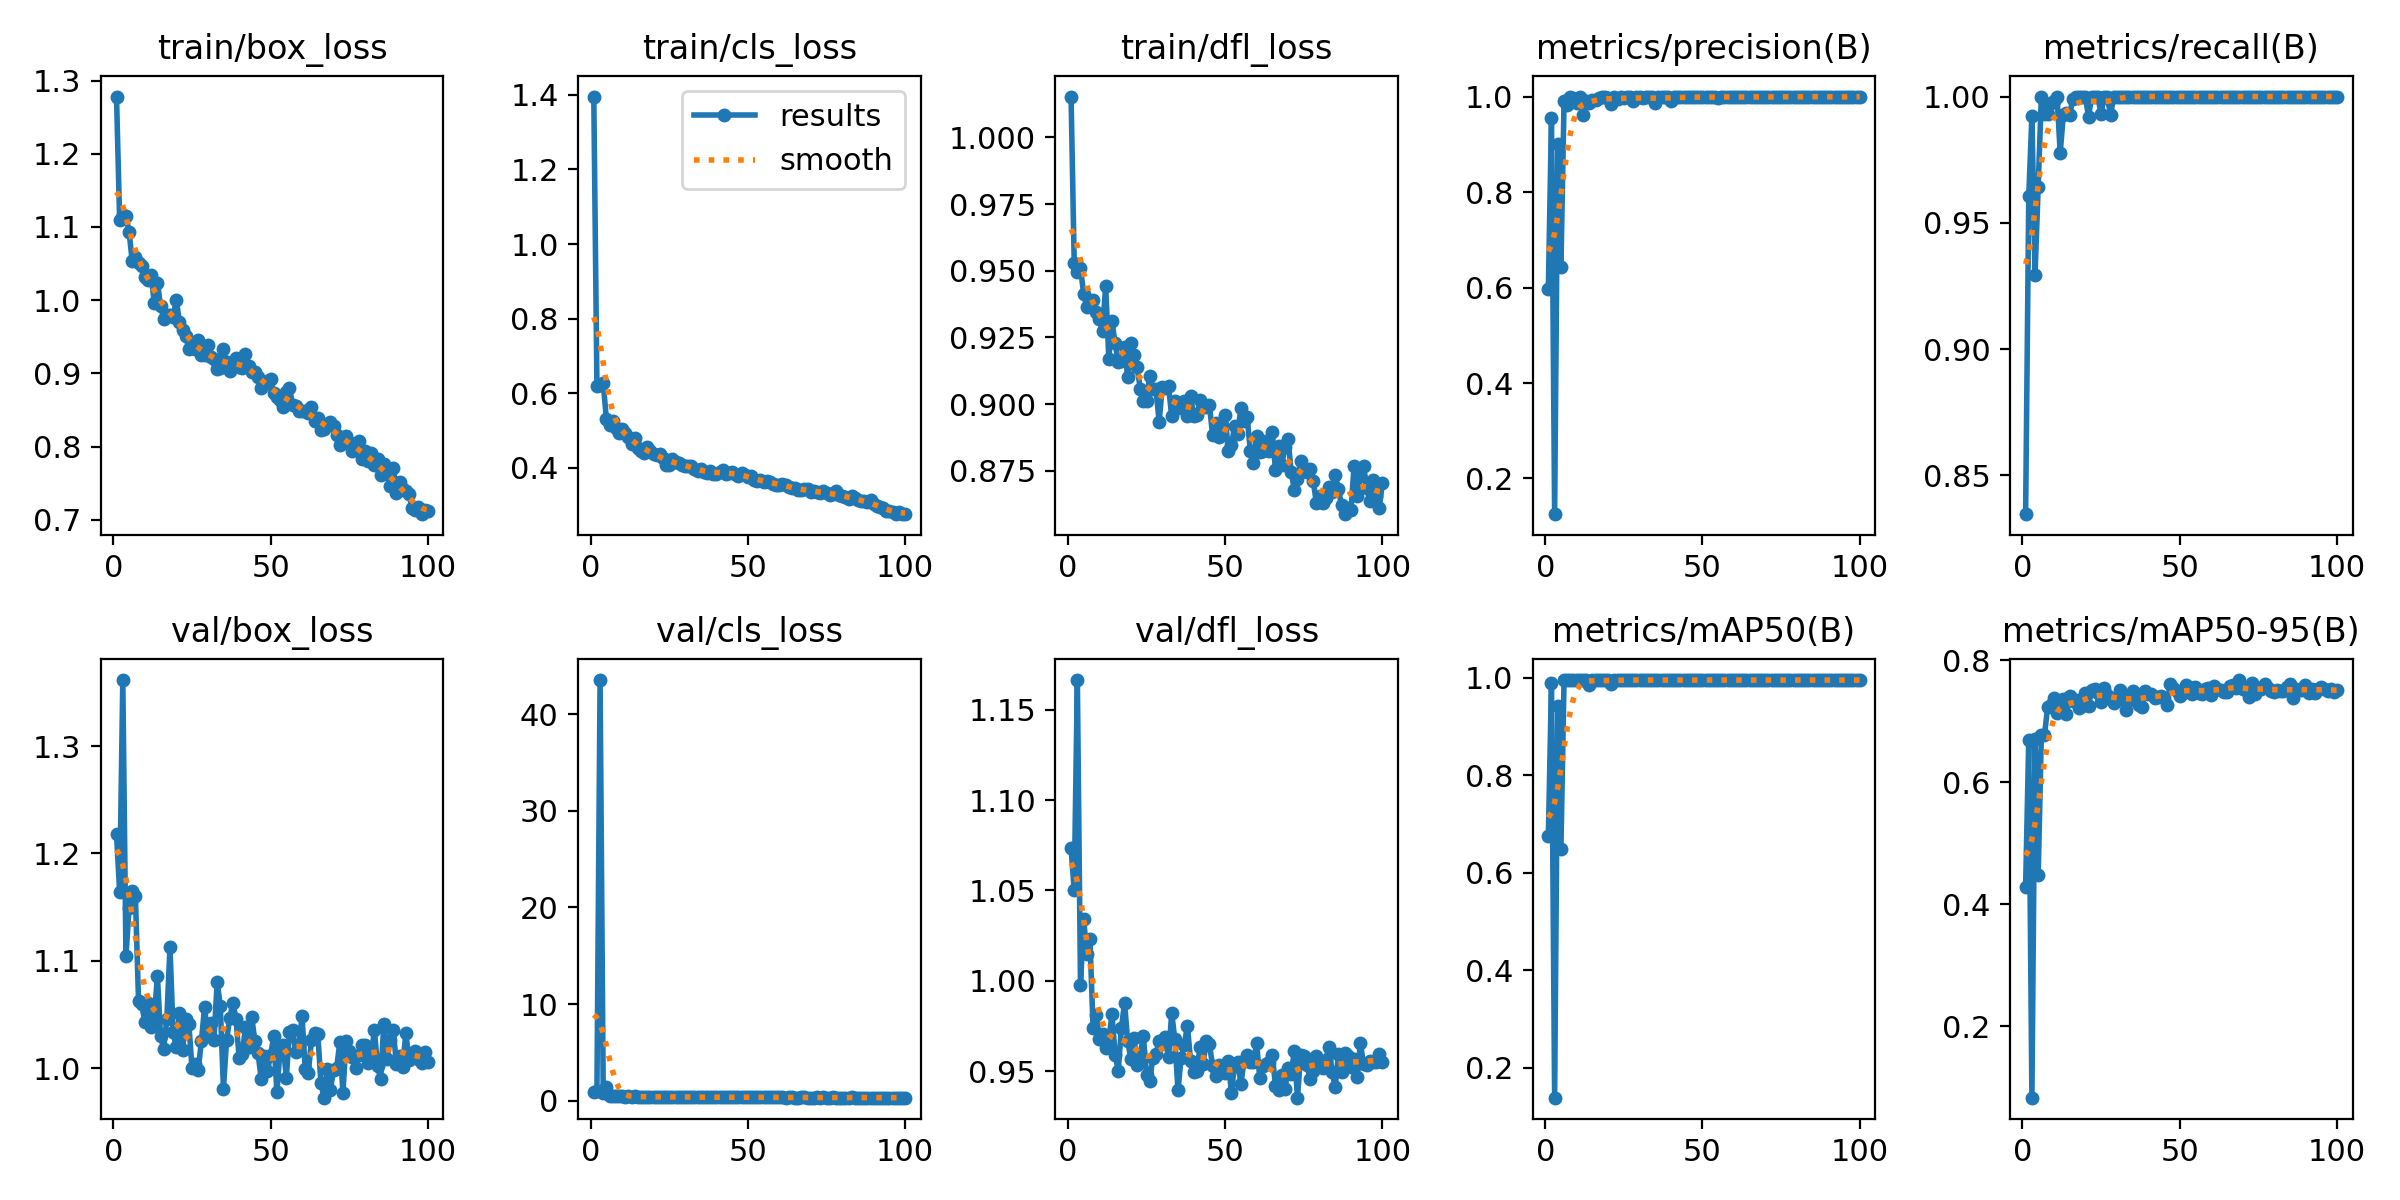 train/box_loss
1.3
1.2
1.1
1.0
0.9
0.8
0.7
0 50 100
train/cls_loss
results
smooth
1.4
1.2
1.0
0.8
0.6
0.4
0 50 100
train/dfl_loss
1.000
0.975
0.950
0.925
0.900
0.875
0 50 100
metrics/precision(B)
1.0
0.8
0.6
0.4
0.2
0 50 100
metrics/recall(B)
1.00
0.95
0.90
0.85
0 50 100
val/box_loss
1.3
1.2
1.1
1.0
0 50 100
val/cls_loss
40
30
20
10
0
0 50 100
val/dfl_loss
1.15
1.10
1.05
1.00
0.95
0 50 100
metrics/mAP50(B)
1.0
0.8
0.6
0.4
0.2
0 50 100
metrics/mAP50-95(B)
0.8
0.6
0.4
0.2
0 50 100